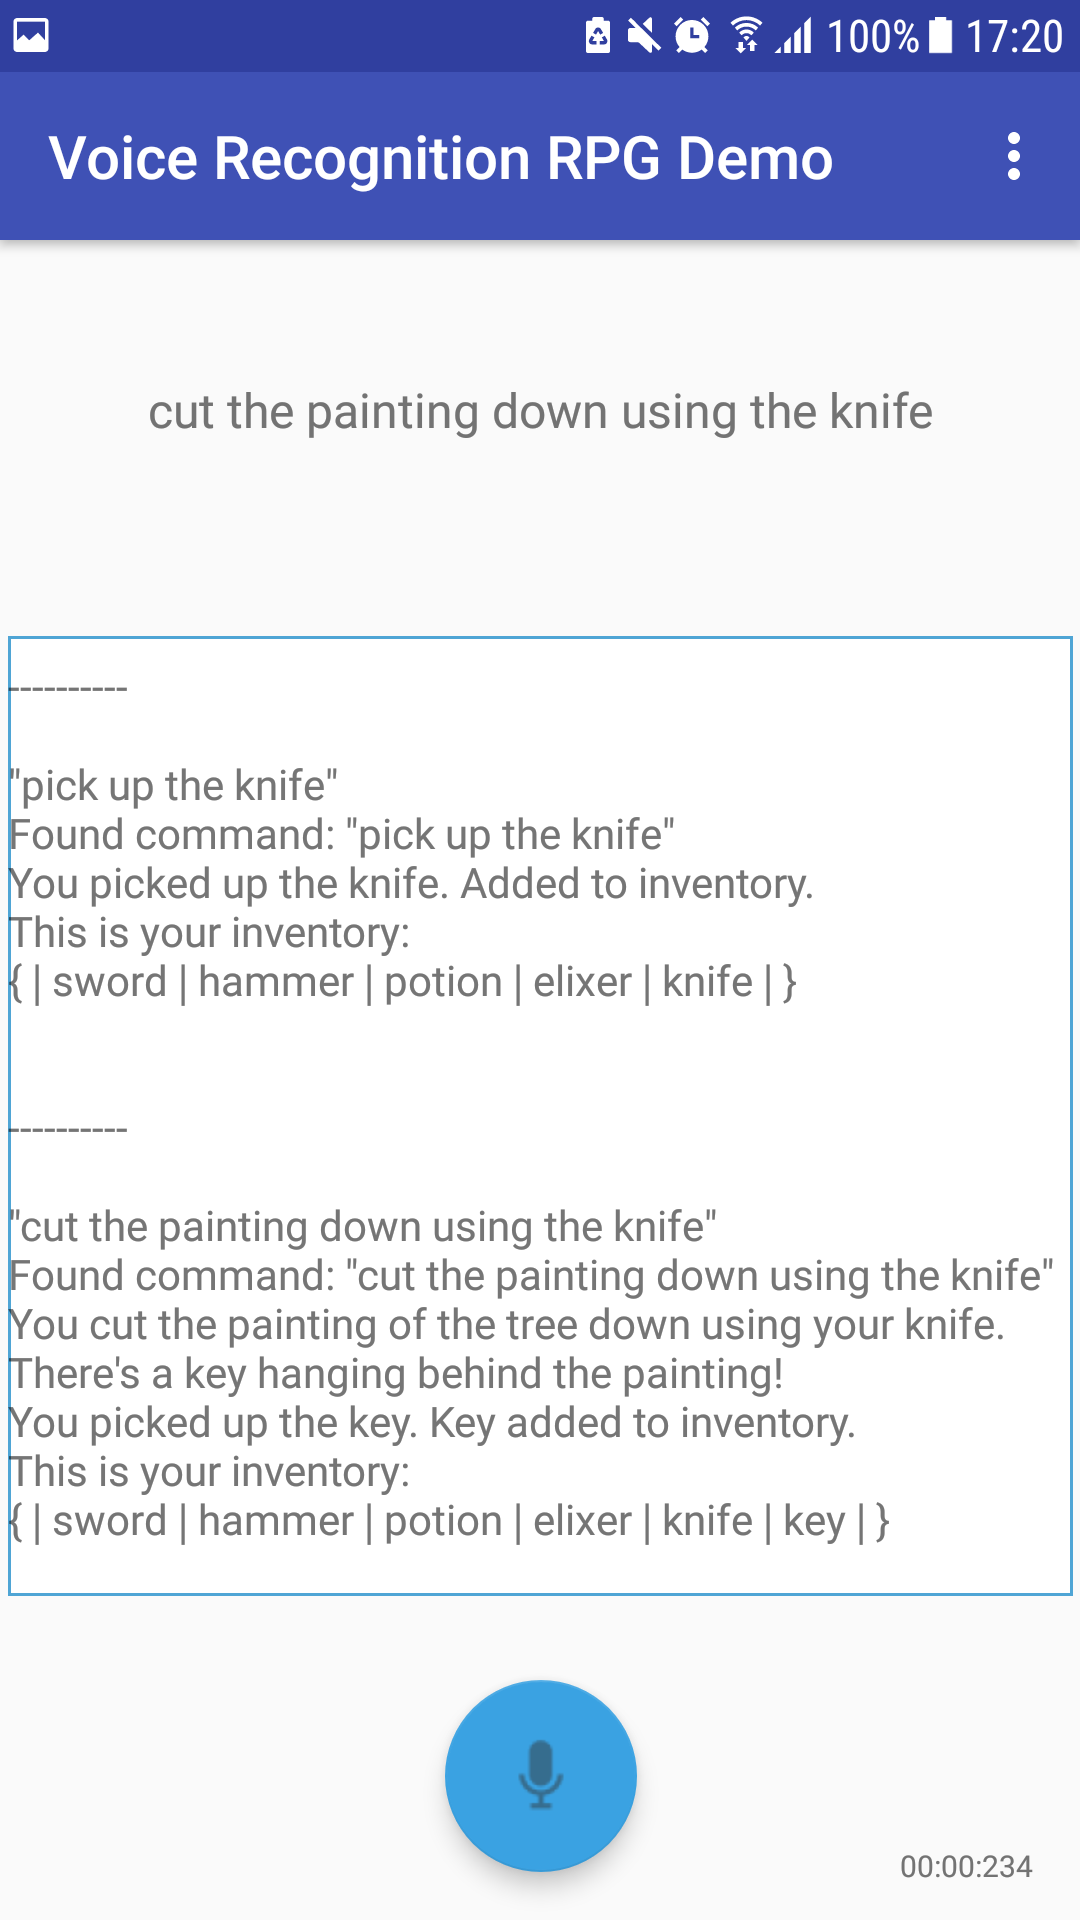 100% 17:20
Voice Recognition RPG Demo
cut the painting down using the knife
----------
"pick up the knife"
Found command: "pick up the knife"
You picked up the knife. Added to inventory.
This is your inventory:
{ | sword | hammer | potion | elixer | knife | }
----------
"cut the painting down using the knife"
Found command: "cut the painting down using the knife"
You cut the painting of the tree down using your knife.
There's a key hanging behind the painting!
You picked up the key. Key added to inventory.
This is your inventory:
{ | sword | hammer | potion | elixer | knife | key | }
00:00:234